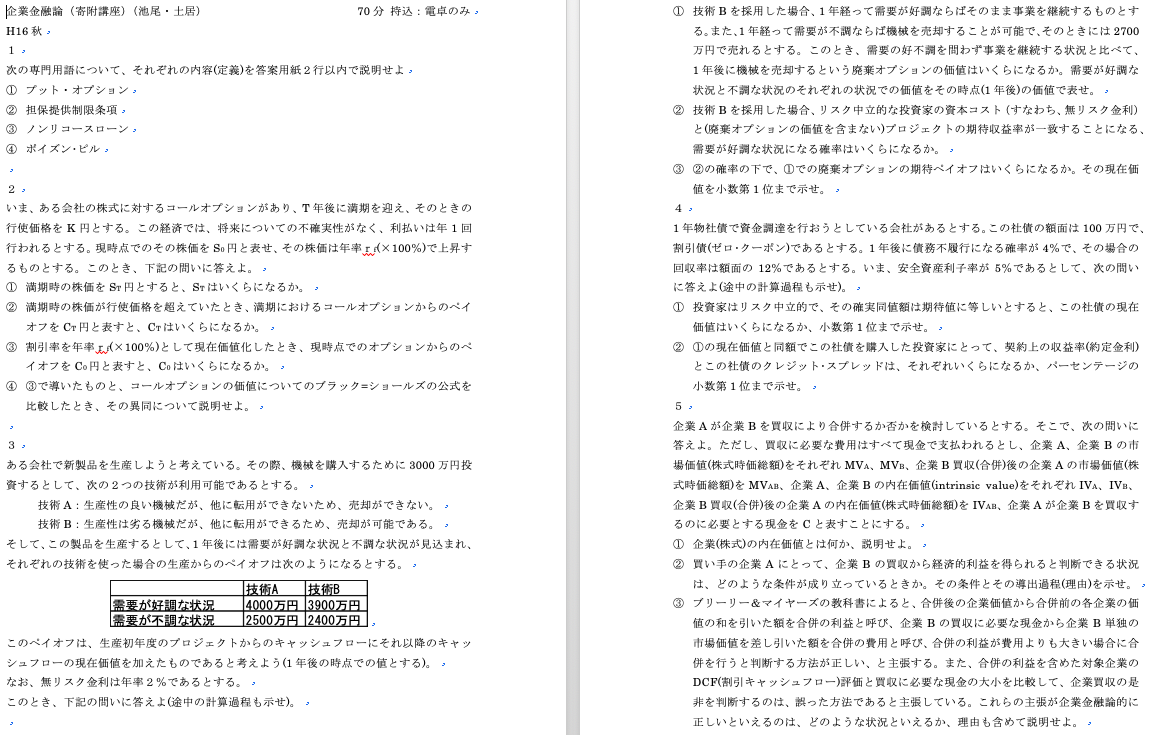 企業金融論（寄附講座）（池尾・土居）　　　70分 持込：電卓のみ
H16 秋
１
次の専門用語について、それぞれの内容(定義)を答案用紙２行以内で説明せよ
① プット・オプション
② 担保提供制限条項
③ ノンリコースローン
④ ポイズン･ピル
２
いま、ある会社の株式に対するコールオプションがあり、T 年後に満期を迎え、そのときの
行使価格を K 円とする。この経済では、将来についての不確実性がなく、利払いは年 1 回
行われるとする。現時点でのその株価を S₀ 円と表せ、その株価は年率 r_f(×100%)で上昇す
るものとする。このとき、下記の問いに答えよ。
① 満期時の株価を ST 円とすると、ST はいくらになるか。
② 満期時の株価が行使価格を超えていたとき、満期におけるコールオプションからのペイ
オフを CT 円と表すと、CT はいくらになるか。
③ 割引率を年率 r_f(×100%)として現在価値化したとき、現時点でのオプションからのペ
イオフを C₀ 円と表すと、C₀ はいくらになるか。
④ ③で導いたものと、コールオプションの価値についてのブラック=ショールズの公式を
比較したとき、その異同について説明せよ。
３
ある会社で新製品を生産しようと考えている。その際、機械を購入するために 3000 万円投
資するとして、次の２つの技術が利用可能であるとする。
技術 A：生産性の良い機械だが、他に転用ができないため、売却ができない。
技術 B：生産性は劣る機械だが、他に転用ができるため、売却が可能である。
そして、この製品を生産するとして、1 年後には需要が好調な状況と不調な状況が見込まれ、
それぞれの技術を使った場合の生産からのペイオフは次のようになるとする。
技術A 技術B
需要が好調な状況 4000万円 3900万円
需要が不調な状況 2500万円 2400万円
このペイオフは、生産初年度のプロジェクトからのキャッシュフローにそれ以降のキャッ
シュフローの現在価値を加えたものであると考えよう(1 年後の時点での値とする)。
なお、無リスク金利は年率２％であるとする。
このとき、下記の問いに答えよ(途中の計算過程も示せ)。
① 技術 B を採用した場合、1 年経って需要が好調ならばそのまま事業を継続するものとす
る。また、1 年経って需要が不調ならば機械を売却することが可能で、そのときには 2700
万円で売れるとする。このとき、需要の好不調を問わず事業を継続する状況と比べて、
1 年後に機械を売却するという廃棄オプションの価値はいくらになるか。需要が好調な
状況と不調な状況のそれぞれの状況での価値をその時点(1 年後)の価値で表せ。
② 技術 B を採用した場合、リスク中立的な投資家の資本コスト (すなわち、無リスク金利)
と(廃棄オプションの価値を含まない)プロジェクトの期待収益率が一致することになる、
需要が好調な状況になる確率はいくらになるか。
③ ②の確率の下で、①での廃棄オプションの期待ペイオフはいくらになるか。その現在価
値を小数第 1 位まで示せ。
４
1 年物社債で資金調達を行おうとしている会社があるとする。この社債の額面は 100 万円で、
割引債(ゼロ･クーポン)であるとする。1 年後に債務不履行になる確率が 4%で、その場合の
回収率は額面の 12%であるとする。いま、安全資産利子率が 5%であるとして、次の問い
に答えよ(途中の計算過程も示せ)。
① 投資家はリスク中立的で、その確実同値額は期待値に等しいとすると、この社債の現在
価値はいくらになるか、小数第 1 位まで示せ。
② ①の現在価値と同額でこの社債を購入した投資家にとって、契約上の収益率(約定金利)
とこの社債のクレジット･スプレッドは、それぞれいくらになるか、パーセンテージの
小数第 1 位まで示せ。
５
企業 A が企業 B を買収により合併するか否かを検討しているとする。そこで、次の問いに
答えよ。ただし、買収に必要な費用はすべて現金で支払われるとし、企業 A、企業 B の市
場価値(株式時価総額)をそれぞれ MVA、MVB、企業 B 買収(合併)後の企業 A の市場価値(株
式時価総額)を MVAB、企業 A、企業 B の内在価値(intrinsic value)をそれぞれ IVA、IVB、
企業 B 買収(合併)後の企業 A の内在価値(株式時価総額)を IVAB、企業 A が企業 B を買収す
るのに必要とする現金を C と表すことにする。
① 企業(株式)の内在価値とは何か、説明せよ。
② 買い手の企業 A にとって、企業 B の買収から経済的利益を得られると判断できる状況
は、どのような条件が成り立っているときか。その条件とその導出過程(理由)を示せ。
③ ブリーリー＆マイヤーズの教科書によると、合併後の企業価値から合併前の各企業の価
値の和を引いた額を合併の利益と呼び、企業 B の買収に必要な現金から企業 B 単独の
市場価値を差し引いた額を合併の費用と呼び、合併の利益が費用よりも大きい場合に合
併を行うと判断する方法が正しい、と主張する。また、合併の利益を含めた対象企業の
DCF(割引キャッシュフロー)評価と買収に必要な現金の大小を比較して、企業買収の是
非を判断するのは、誤った方法であると主張している。これらの主張が企業金融論的に
正しいといえるのは、どのような状況といえるか、理由も含めて説明せよ。